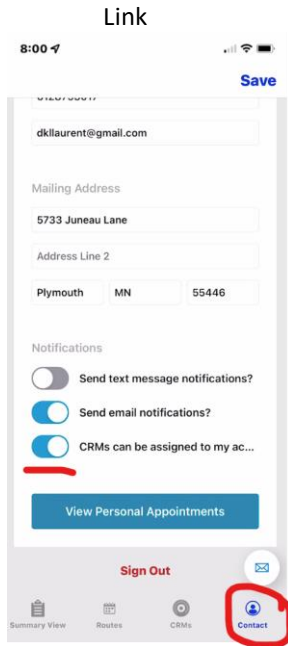 Link
8:00
Save
dkllaurent@gmail.com
Mailing Address
5733 Juneau Lane
Address Line 2
Plymouth MN 55446
Notifications
Send text message notifications?
Send email notifications?
CRMs can be assigned to my ac...
View Personal Appointments
Sign Out
Summary View Routes CRMs Contact